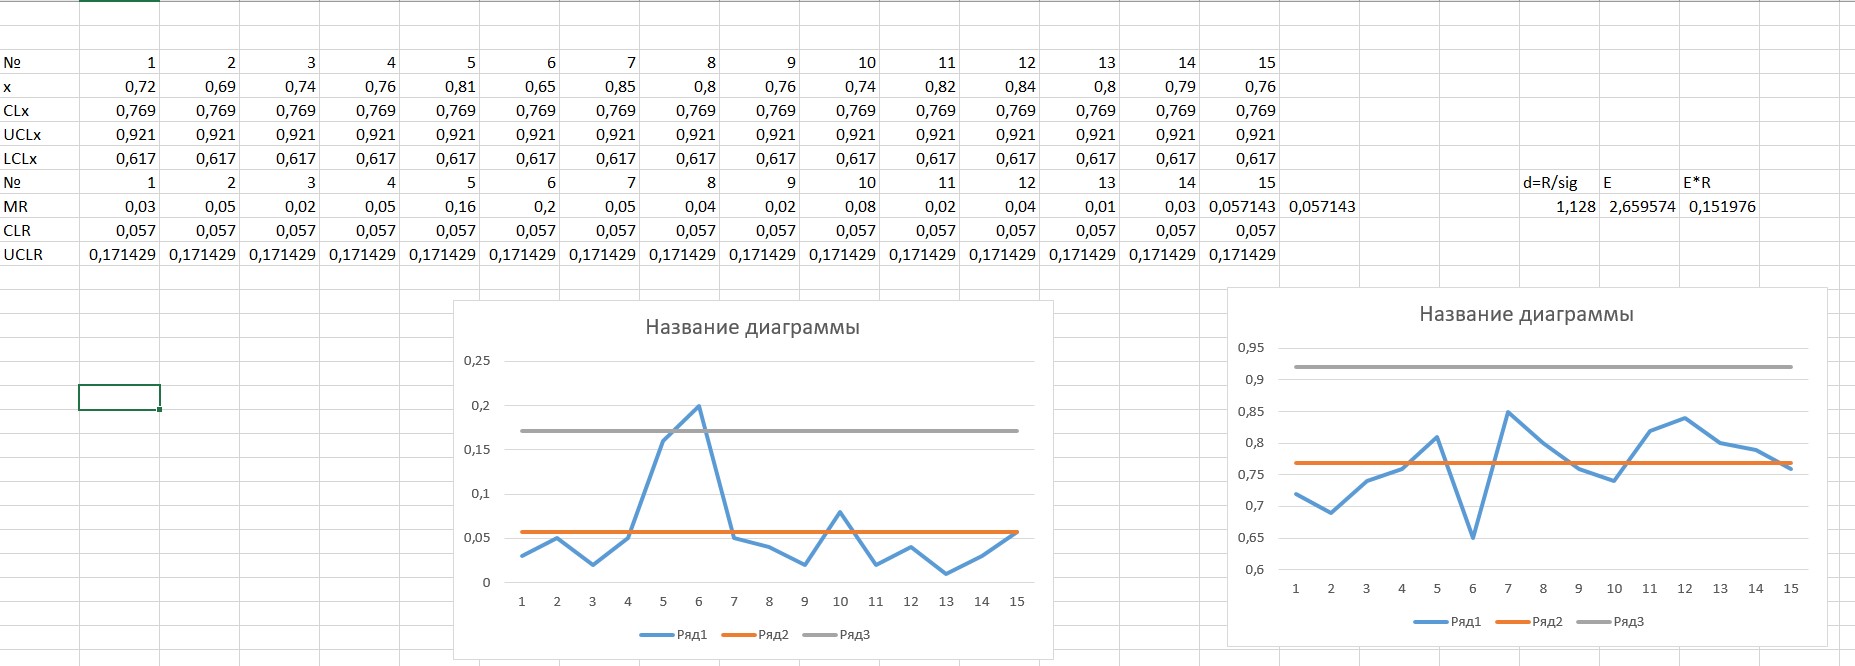 № 1 2 3 4 5 6 7 8 9 10 11 12 13 14 15
x 0,72 0,69 0,74 0,76 0,81 0,65 0,85 0,8 0,76 0,74 0,82 0,84 0,8 0,79 0,76
CLx 0,769 0,769 0,769 0,769 0,769 0,769 0,769 0,769 0,769 0,769 0,769 0,769 0,769 0,769 0,769
UCLx 0,921 0,921 0,921 0,921 0,921 0,921 0,921 0,921 0,921 0,921 0,921 0,921 0,921 0,921 0,921
LCLx 0,617 0,617 0,617 0,617 0,617 0,617 0,617 0,617 0,617 0,617 0,617 0,617 0,617 0,617 0,617
№ 1 2 3 4 5 6 7 8 9 10 11 12 13 14 15 d=R/sig E E*R
MR 0,03 0,05 0,02 0,05 0,16 0,2 0,05 0,04 0,02 0,08 0,02 0,04 0,01 0,03 0,057143 0,057143 1,128 2,659574 0,151976
CLR 0,057 0,057 0,057 0,057 0,057 0,057 0,057 0,057 0,057 0,057 0,057 0,057 0,057 0,057 0,057
UCLR 0,171429 0,171429 0,171429 0,171429 0,171429 0,171429 0,171429 0,171429 0,171429 0,171429 0,171429 0,171429 0,171429 0,171429 0,171429
Название диаграммы
0,25
0,2
0,15
0,1
0,05
0
1 2 3 4 5 6 7 8 9 10 11 12 13 14 15
Ряд1 Ряд2 Ряд3
Название диаграммы
0,95
0,9
0,85
0,8
0,75
0,7
0,65
0,6
1 2 3 4 5 6 7 8 9 10 11 12 13 14 15
Ряд1 Ряд2 Ряд3